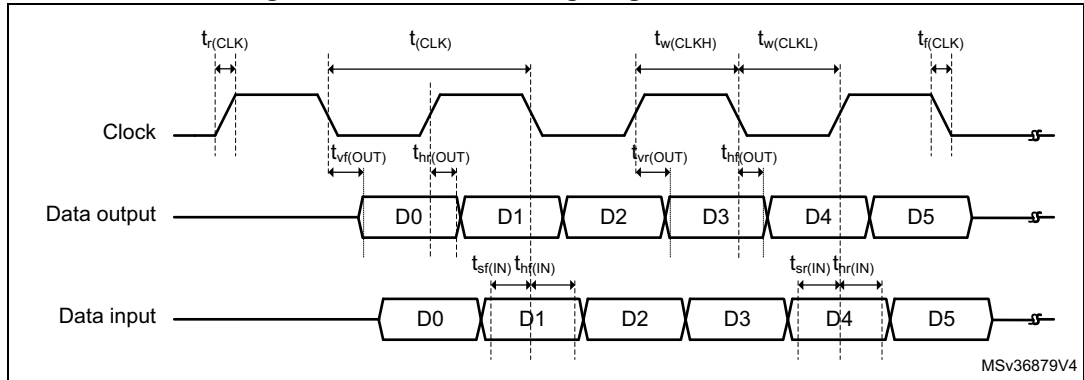 tr(CLK) t(CLK) tw(CLKH) tw(CLKL) tf(CLK)
Clock
tvf(OUT) thr(OUT) tvr(OUT) thf(OUT)
Data output D0 D1 D2 D3 D4 D5
tsf(IN) thf(IN) tsr(IN) thr(IN)
Data input D0 D1 D2 D3 D4 D5
MSv36879V4